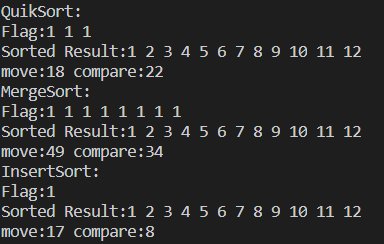 QuikSort:
Flag:1 1 1
Sorted Result:1 2 3 4 5 6 7 8 9 10 11 12
move:18 compare:22
MergeSort:
Flag:1 1 1 1 1 1 1 1
Sorted Result:1 2 3 4 5 6 7 8 9 10 11 12
move:49 compare:34
InsertSort:
Flag:1
Sorted Result:1 2 3 4 5 6 7 8 9 10 11 12
move:17 compare:8